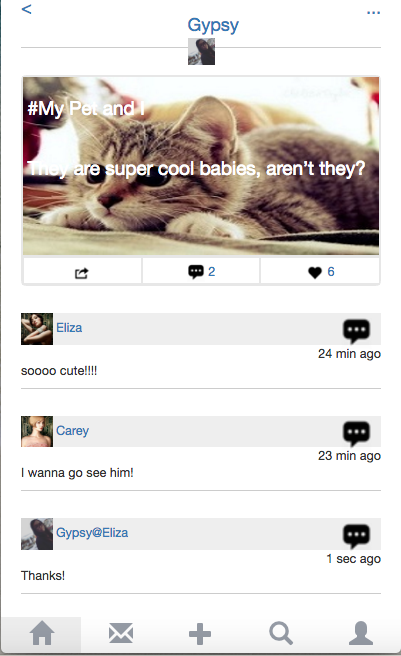 <
...
Gypsy
#My Pet and I
They are super cool babies, aren't they?
2
6
Eliza
24 min ago
soooo cute!!!!
Carey
23 min ago
I wanna go see him!
Gypsy@Eliza
1 sec ago
Thanks!